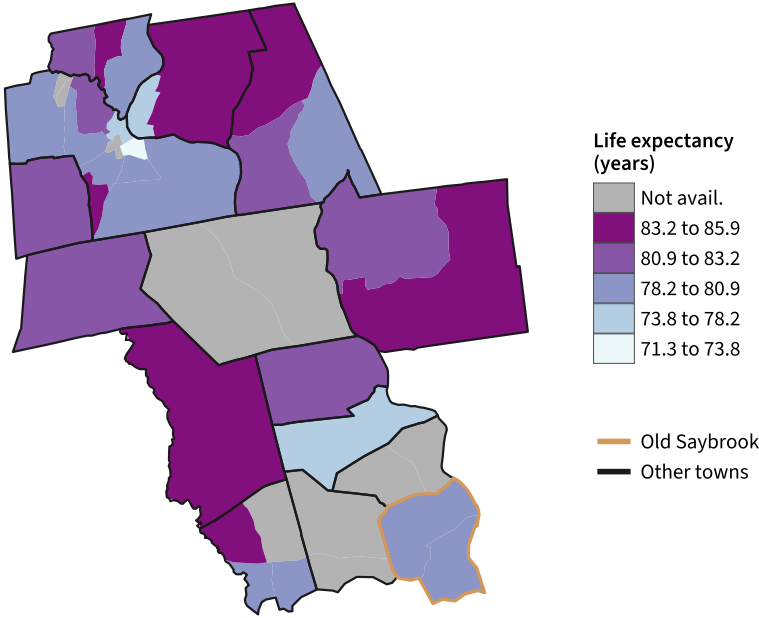 Life expectancy
(years)
Not avail.
83.2 to 85.9
80.9 to 83.2
78.2 to 80.9
73.8 to 78.2
71.3 to 73.8
Old Saybrook
Other towns